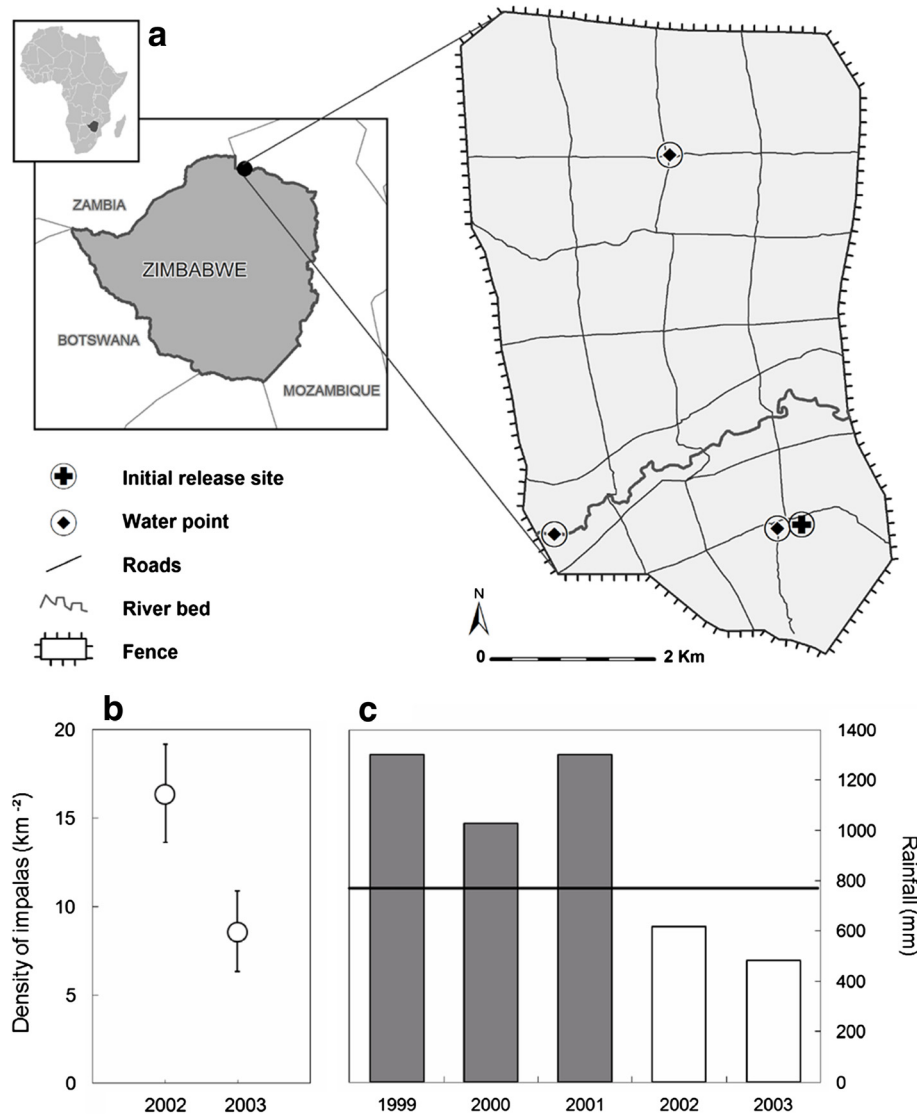 a
ZAMBIA
ZIMBABWE
BOTSWANA
MOZAMBIQUE
Initial release site
Water point
Roads
River bed
Fence
N
0 2 Km
b
Density of impalas (km⁻²)
20
15
10
5
0
2002 2003
c
1400
1200
1000
800
600
400
200
0
Rainfall (mm)
1999 2000 2001 2002 2003